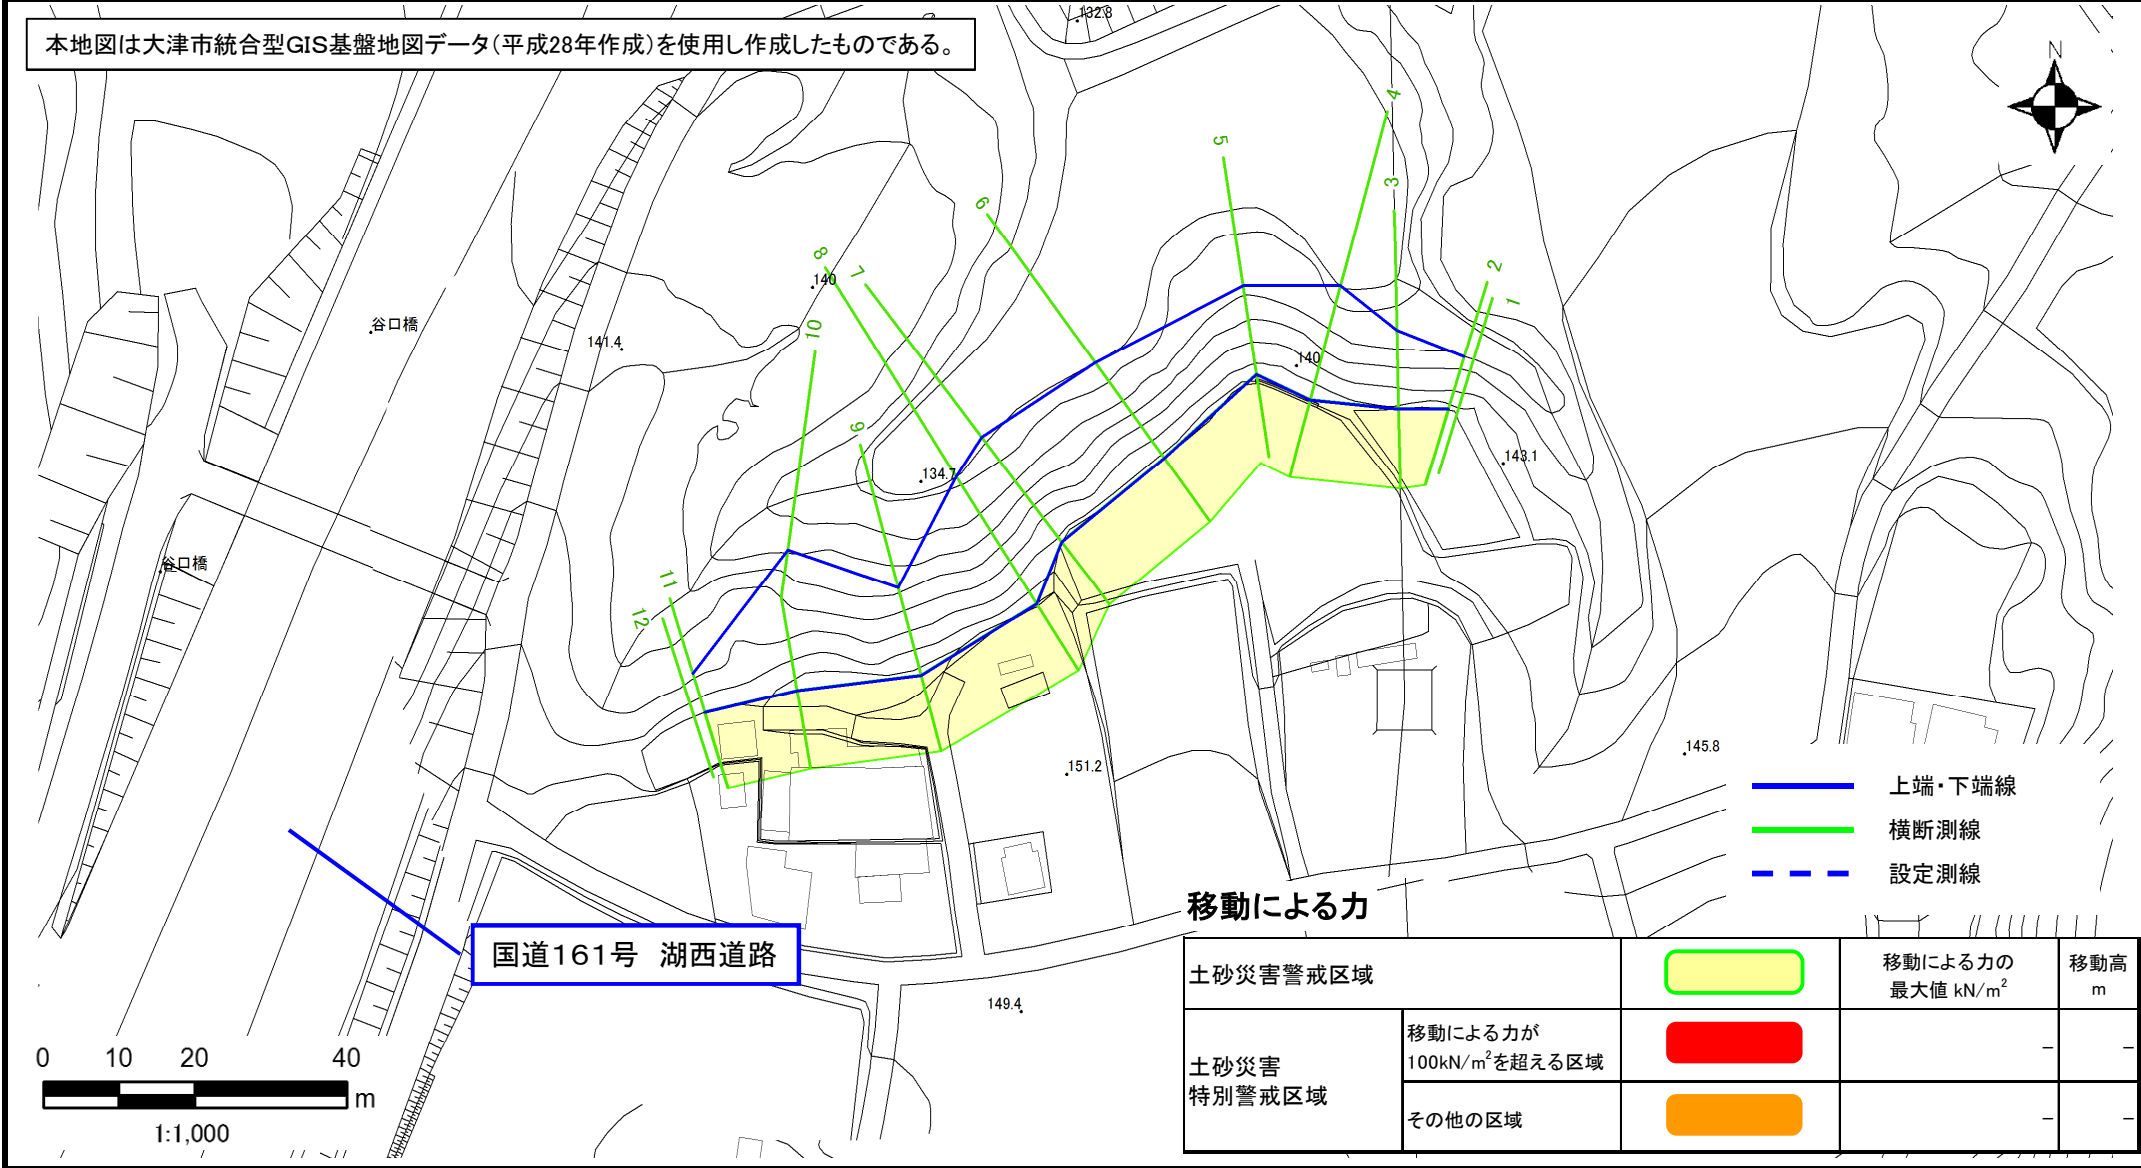 本地図は大津市統合型GIS基盤地図データ(平成28年作成)を使用し作成したものである。
132.8
N
4
5
3
6
8
7
2
1
140
谷口橋
10
141.4
140
9
134.7
143.1
谷口橋
11
12
151.2
145.8
上端・下端線
横断測線
設定測線
国道161号 湖西道路
149.4
移動による力
土砂災害警戒区域
移動による力の
最大値 kN/m²
移動高
m
土砂災害
特別警戒区域
移動による力が
100kN/m²を超える区域
－
－
その他の区域
－
－
0 10 20 40
m
1:1,000